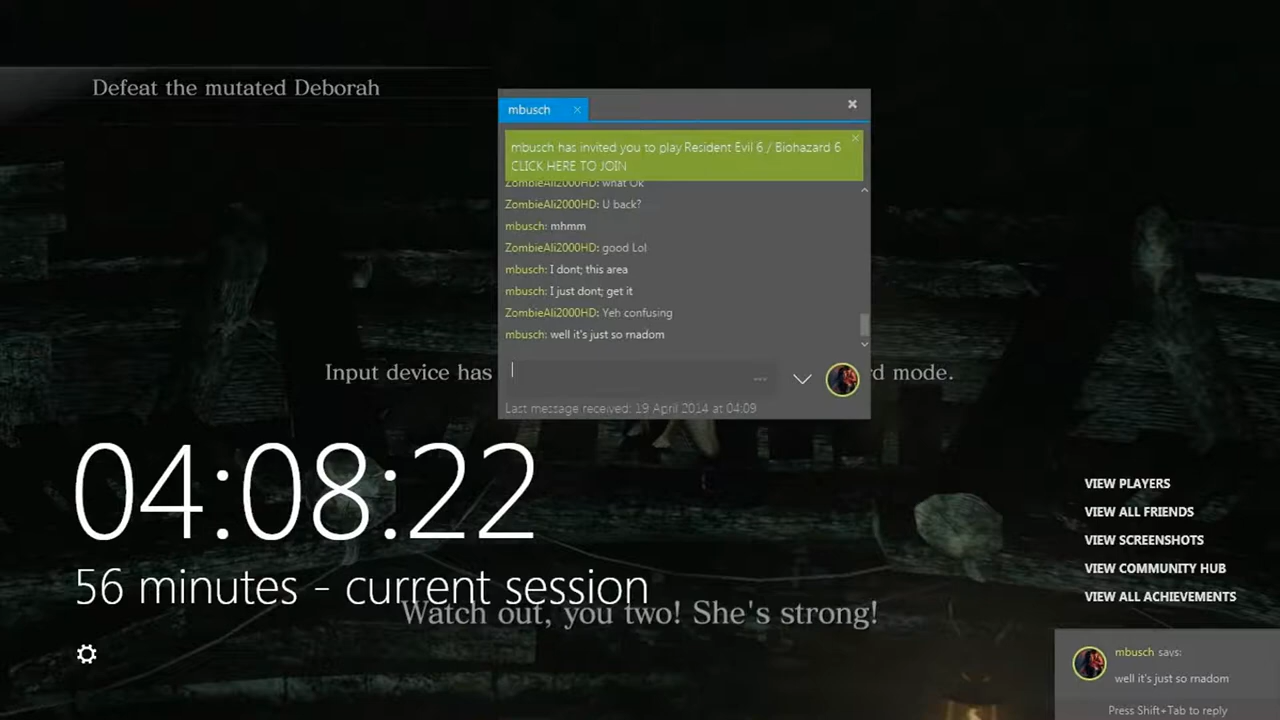 Defeat the mutated Deborah
mbusch
mbusch has invited you to play Resident Evil 6 / Biohazard 6
CLICK HERE TO JOIN
ZombieAli2000HD: what Ok
ZombieAli2000HD: U back?
mbusch: mhmm
ZombieAli2000HD: good Lol
mbusch: I dont; this area
mbusch: I just dont; get it
ZombieAli2000HD: Yeh confusing
mbusch: well it's just so rnadom
Input device has
rd mode.
Last message received: 19 April 2014 at 04:09
04:08:22
56 minutes - current session
Watch out, you two! She's strong!
VIEW PLAYERS
VIEW ALL FRIENDS
VIEW SCREENSHOTS
VIEW COMMUNITY HUB
VIEW ALL ACHIEVEMENTS
mbusch says:
well it's just so rnadom
Press Shift+Tab to reply